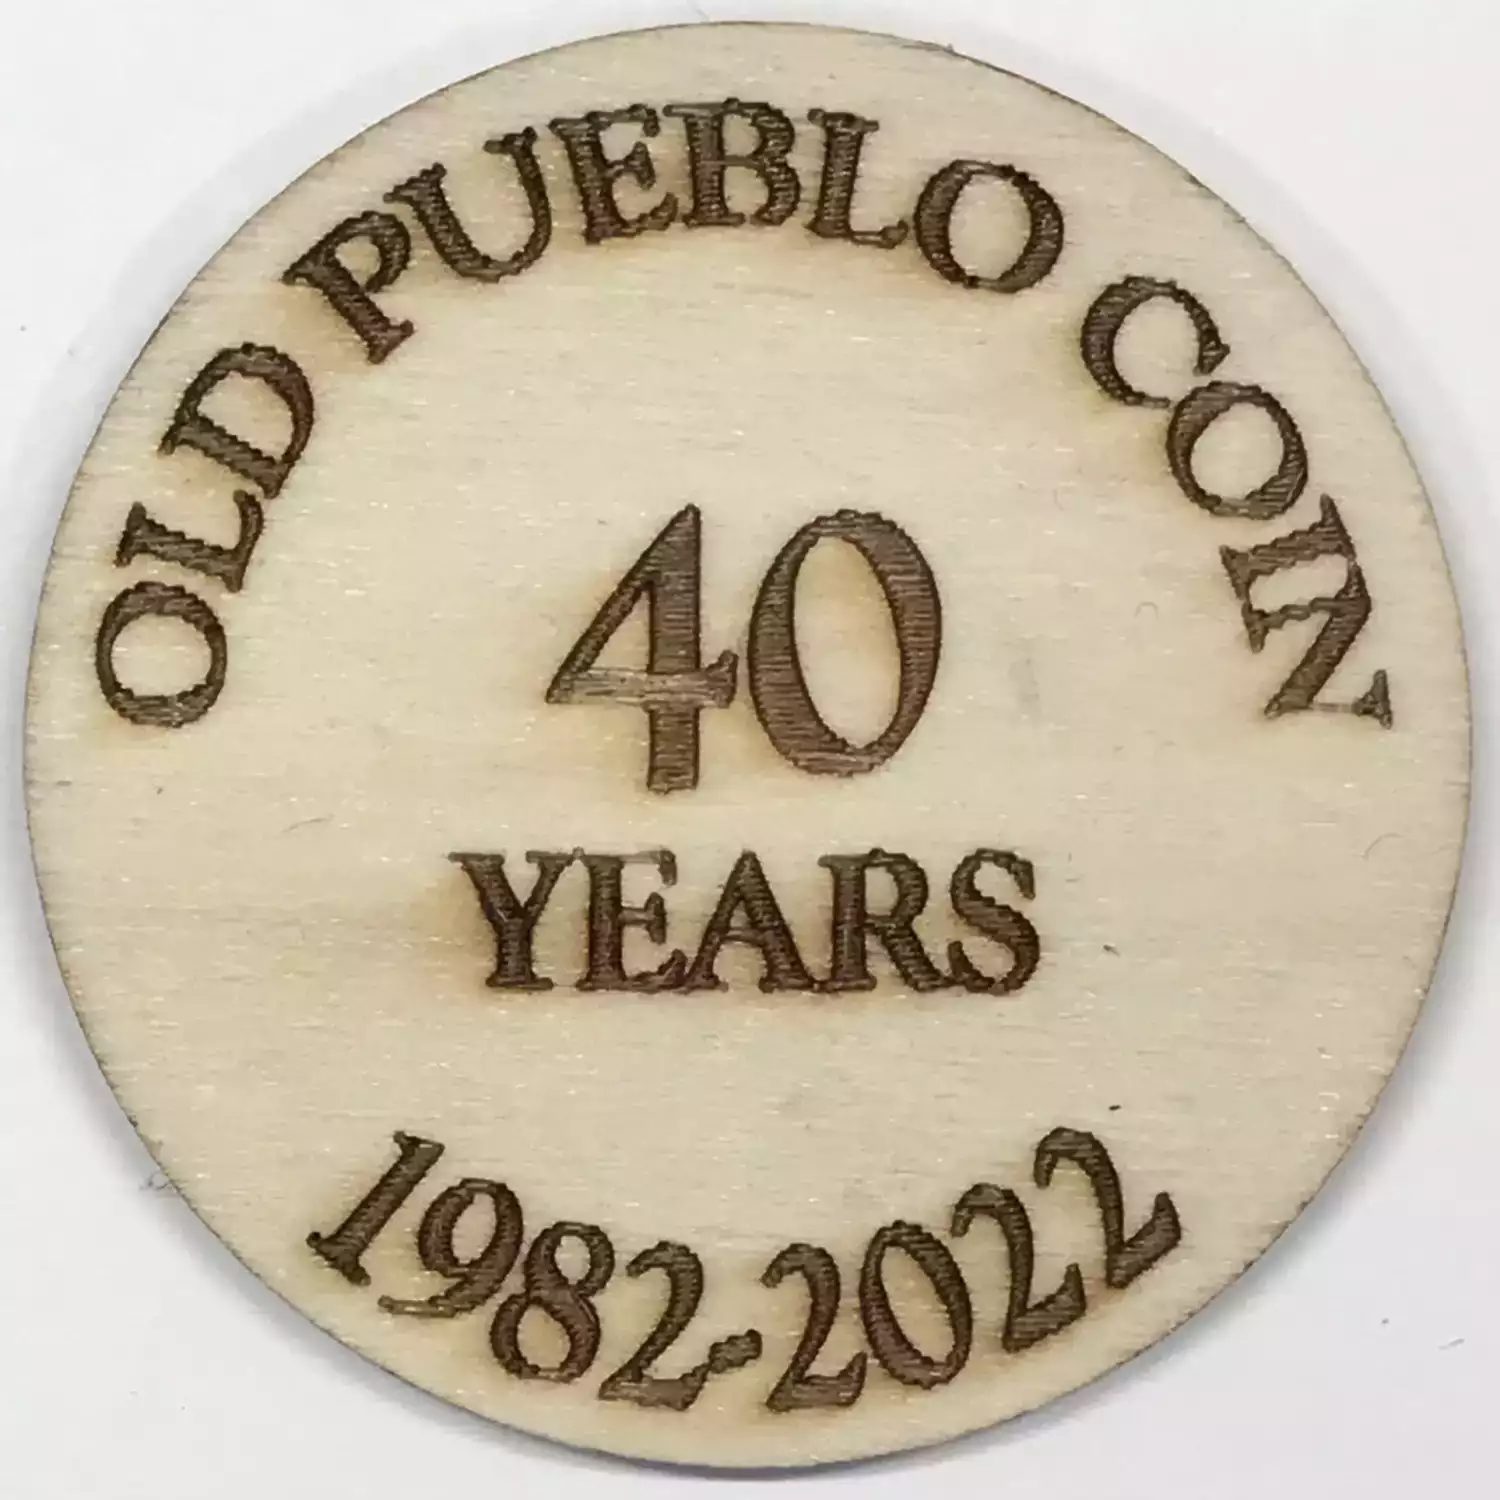 OLD PUEBLO COIN
40
YEARS
1982-2022